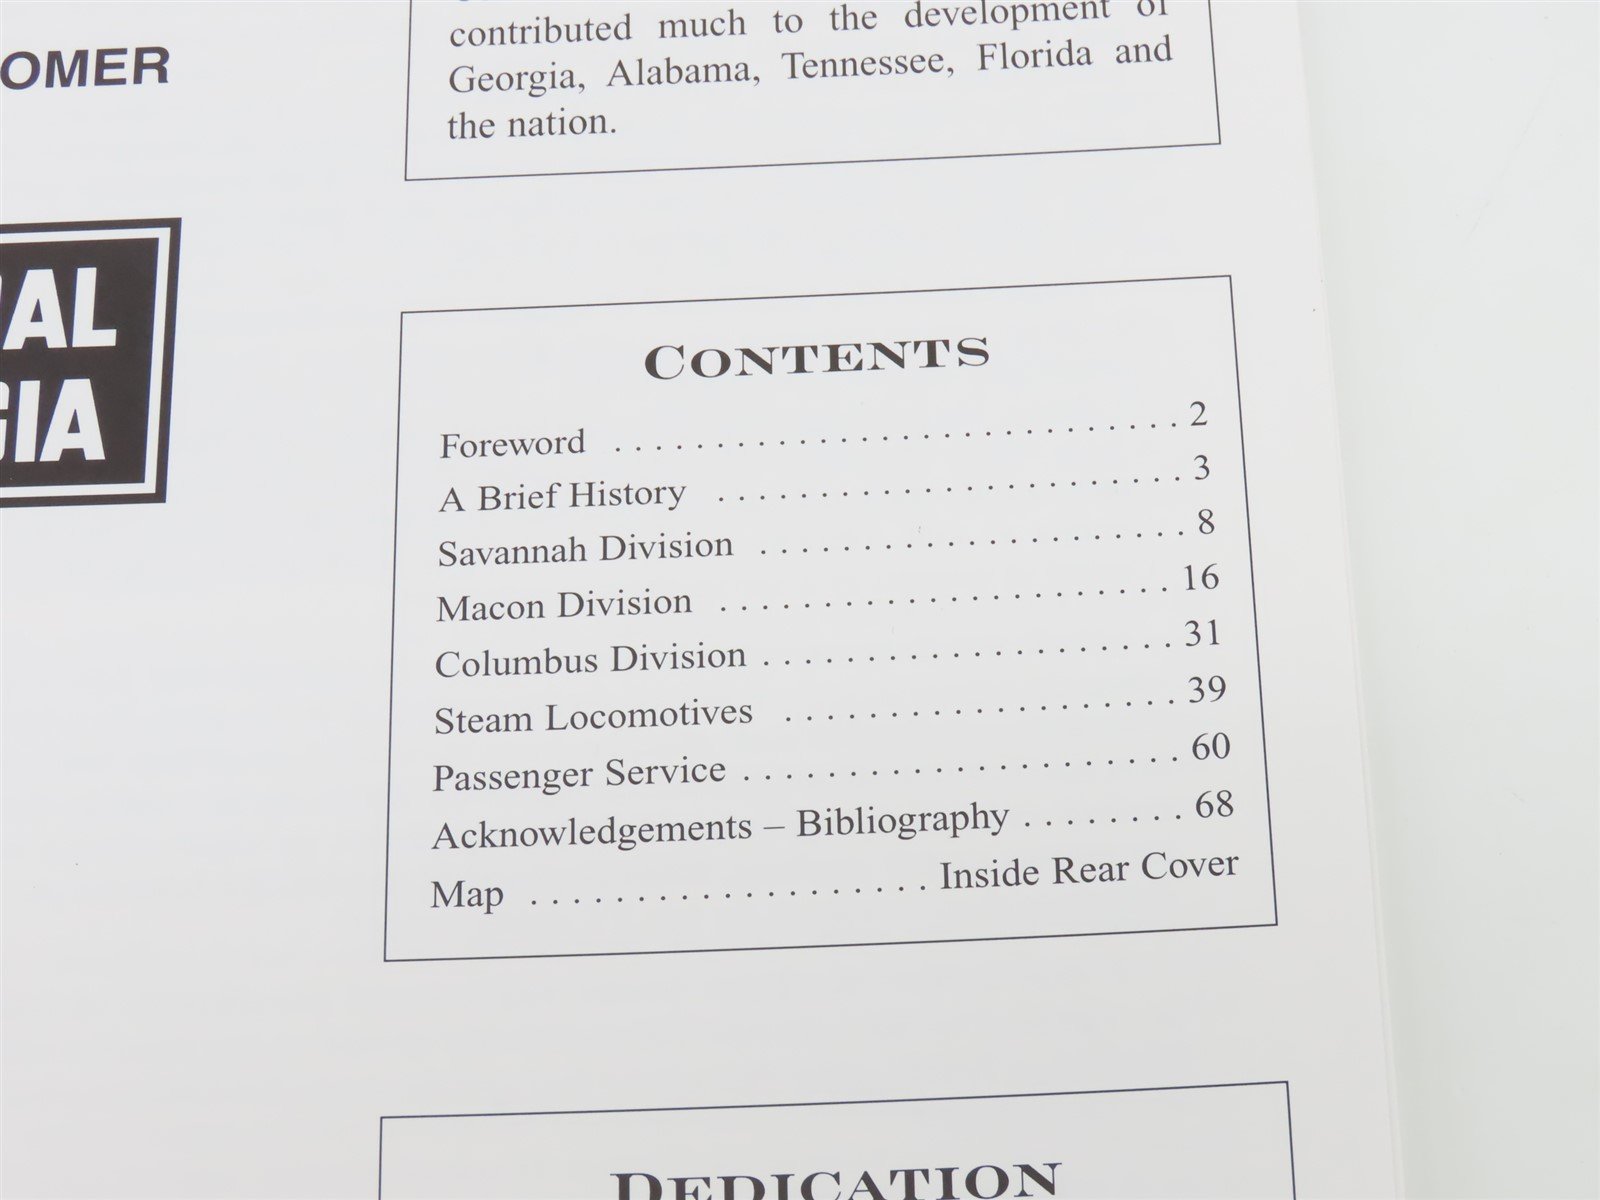 OMER
AL
GIA
contributed much to the development of
Georgia, Alabama, Tennessee, Florida and
the nation.
CONTENTS
Foreword . . . . . . . . . . . . . . . . . . . . . . . . . . . . 2
A Brief History . . . . . . . . . . . . . . . . . . . . . . . 3
Savannah Division . . . . . . . . . . . . . . . . . . . . . 8
Macon Division . . . . . . . . . . . . . . . . . . . . . . 16
Columbus Division . . . . . . . . . . . . . . . . . . . . 31
Steam Locomotives . . . . . . . . . . . . . . . . . . . 39
Passenger Service . . . . . . . . . . . . . . . . . . . . . 60
Acknowledgements – Bibliography . . . . . . . . 68
Map . . . . . . . . . . . . . . . . . . . Inside Rear Cover
DEDICATION